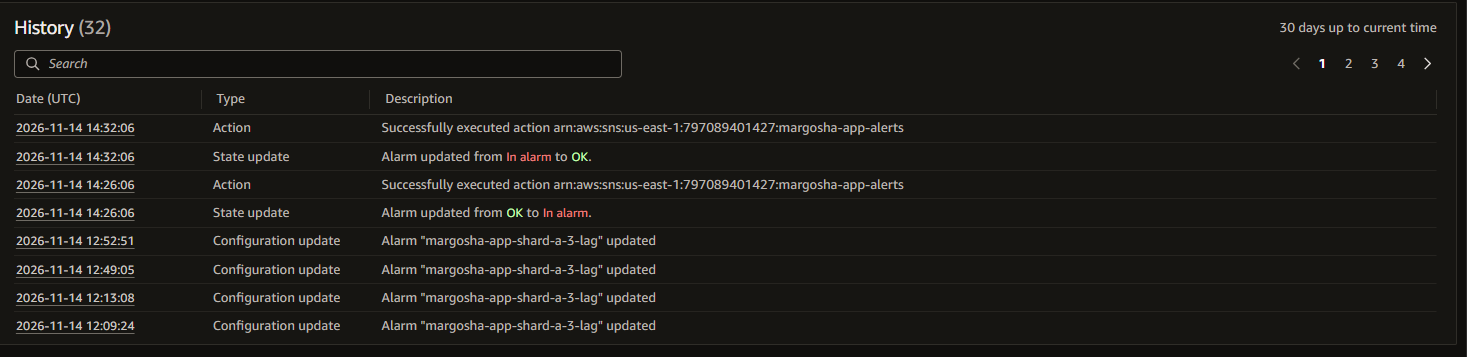 History (32)
30 days up to current time
Search
1 2 3 4
Date (UTC) Type Description
2026-11-14 14:32:06 Action Successfully executed action arn:aws:sns:us-east-1:797089401427:margosha-app-alerts
2026-11-14 14:32:06 State update Alarm updated from In alarm to OK.
2026-11-14 14:26:06 Action Successfully executed action arn:aws:sns:us-east-1:797089401427:margosha-app-alerts
2026-11-14 14:26:06 State update Alarm updated from OK to In alarm.
2026-11-14 12:52:51 Configuration update Alarm "margosha-app-shard-a-3-lag" updated
2026-11-14 12:49:05 Configuration update Alarm "margosha-app-shard-a-3-lag" updated
2026-11-14 12:13:08 Configuration update Alarm "margosha-app-shard-a-3-lag" updated
2026-11-14 12:09:24 Configuration update Alarm "margosha-app-shard-a-3-lag" updated